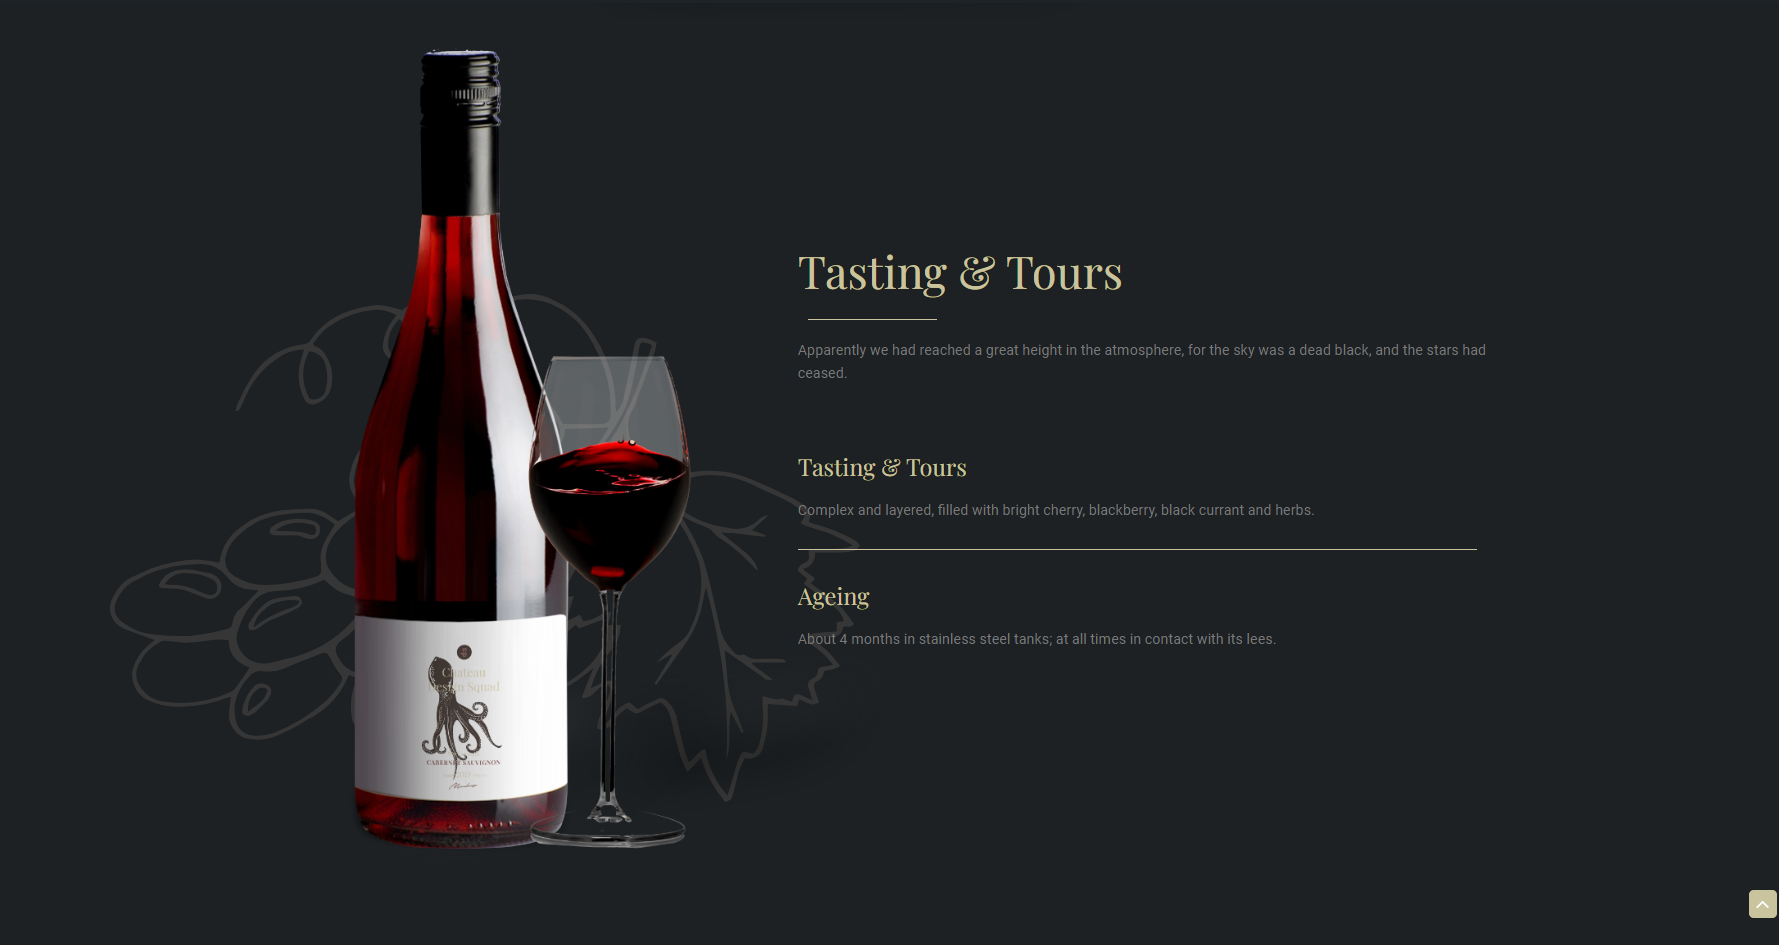 Tasting & Tours
Apparently we had reached a great height in the atmosphere, for the sky was a dead black, and the stars had
ceased.
Tasting & Tours
Complex and layered, filled with bright cherry, blackberry, black currant and herbs.
Ageing
About 4 months in stainless steel tanks; at all times in contact with its lees.
Chateau
Design Squad
CABERNET SAUVIGNON